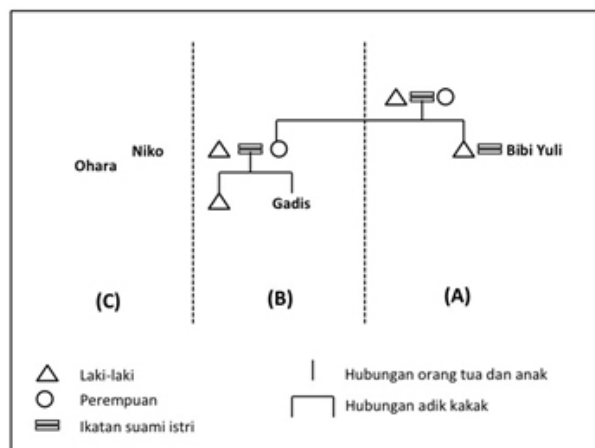 Niko
Ohara
Bibi Yuli
Gadis
(C)
(B)
(A)
Laki-laki
Perempuan
Ikatan suami istri
Hubungan orang tua dan anak
Hubungan adik kakak